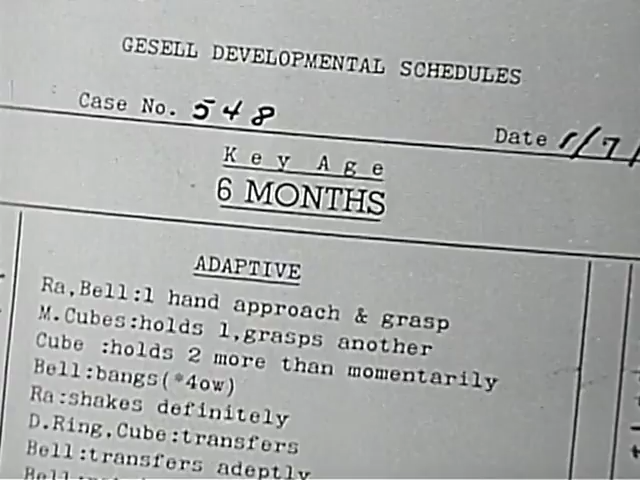 GESELL DEVELOPMENTAL SCHEDULES
Case No. 548
Date 1/7/
Key Age
6 MONTHS
ADAPTIVE
Ra,Bell:1 hand approach & grasp
M.Cubes:holds 1,grasps another
Cube :holds 2 more than momentarily
Bell:bangs(*4ow)
Ra:shakes definitely
D.Ring,Cube:transfers
Bell:transfers adeptly